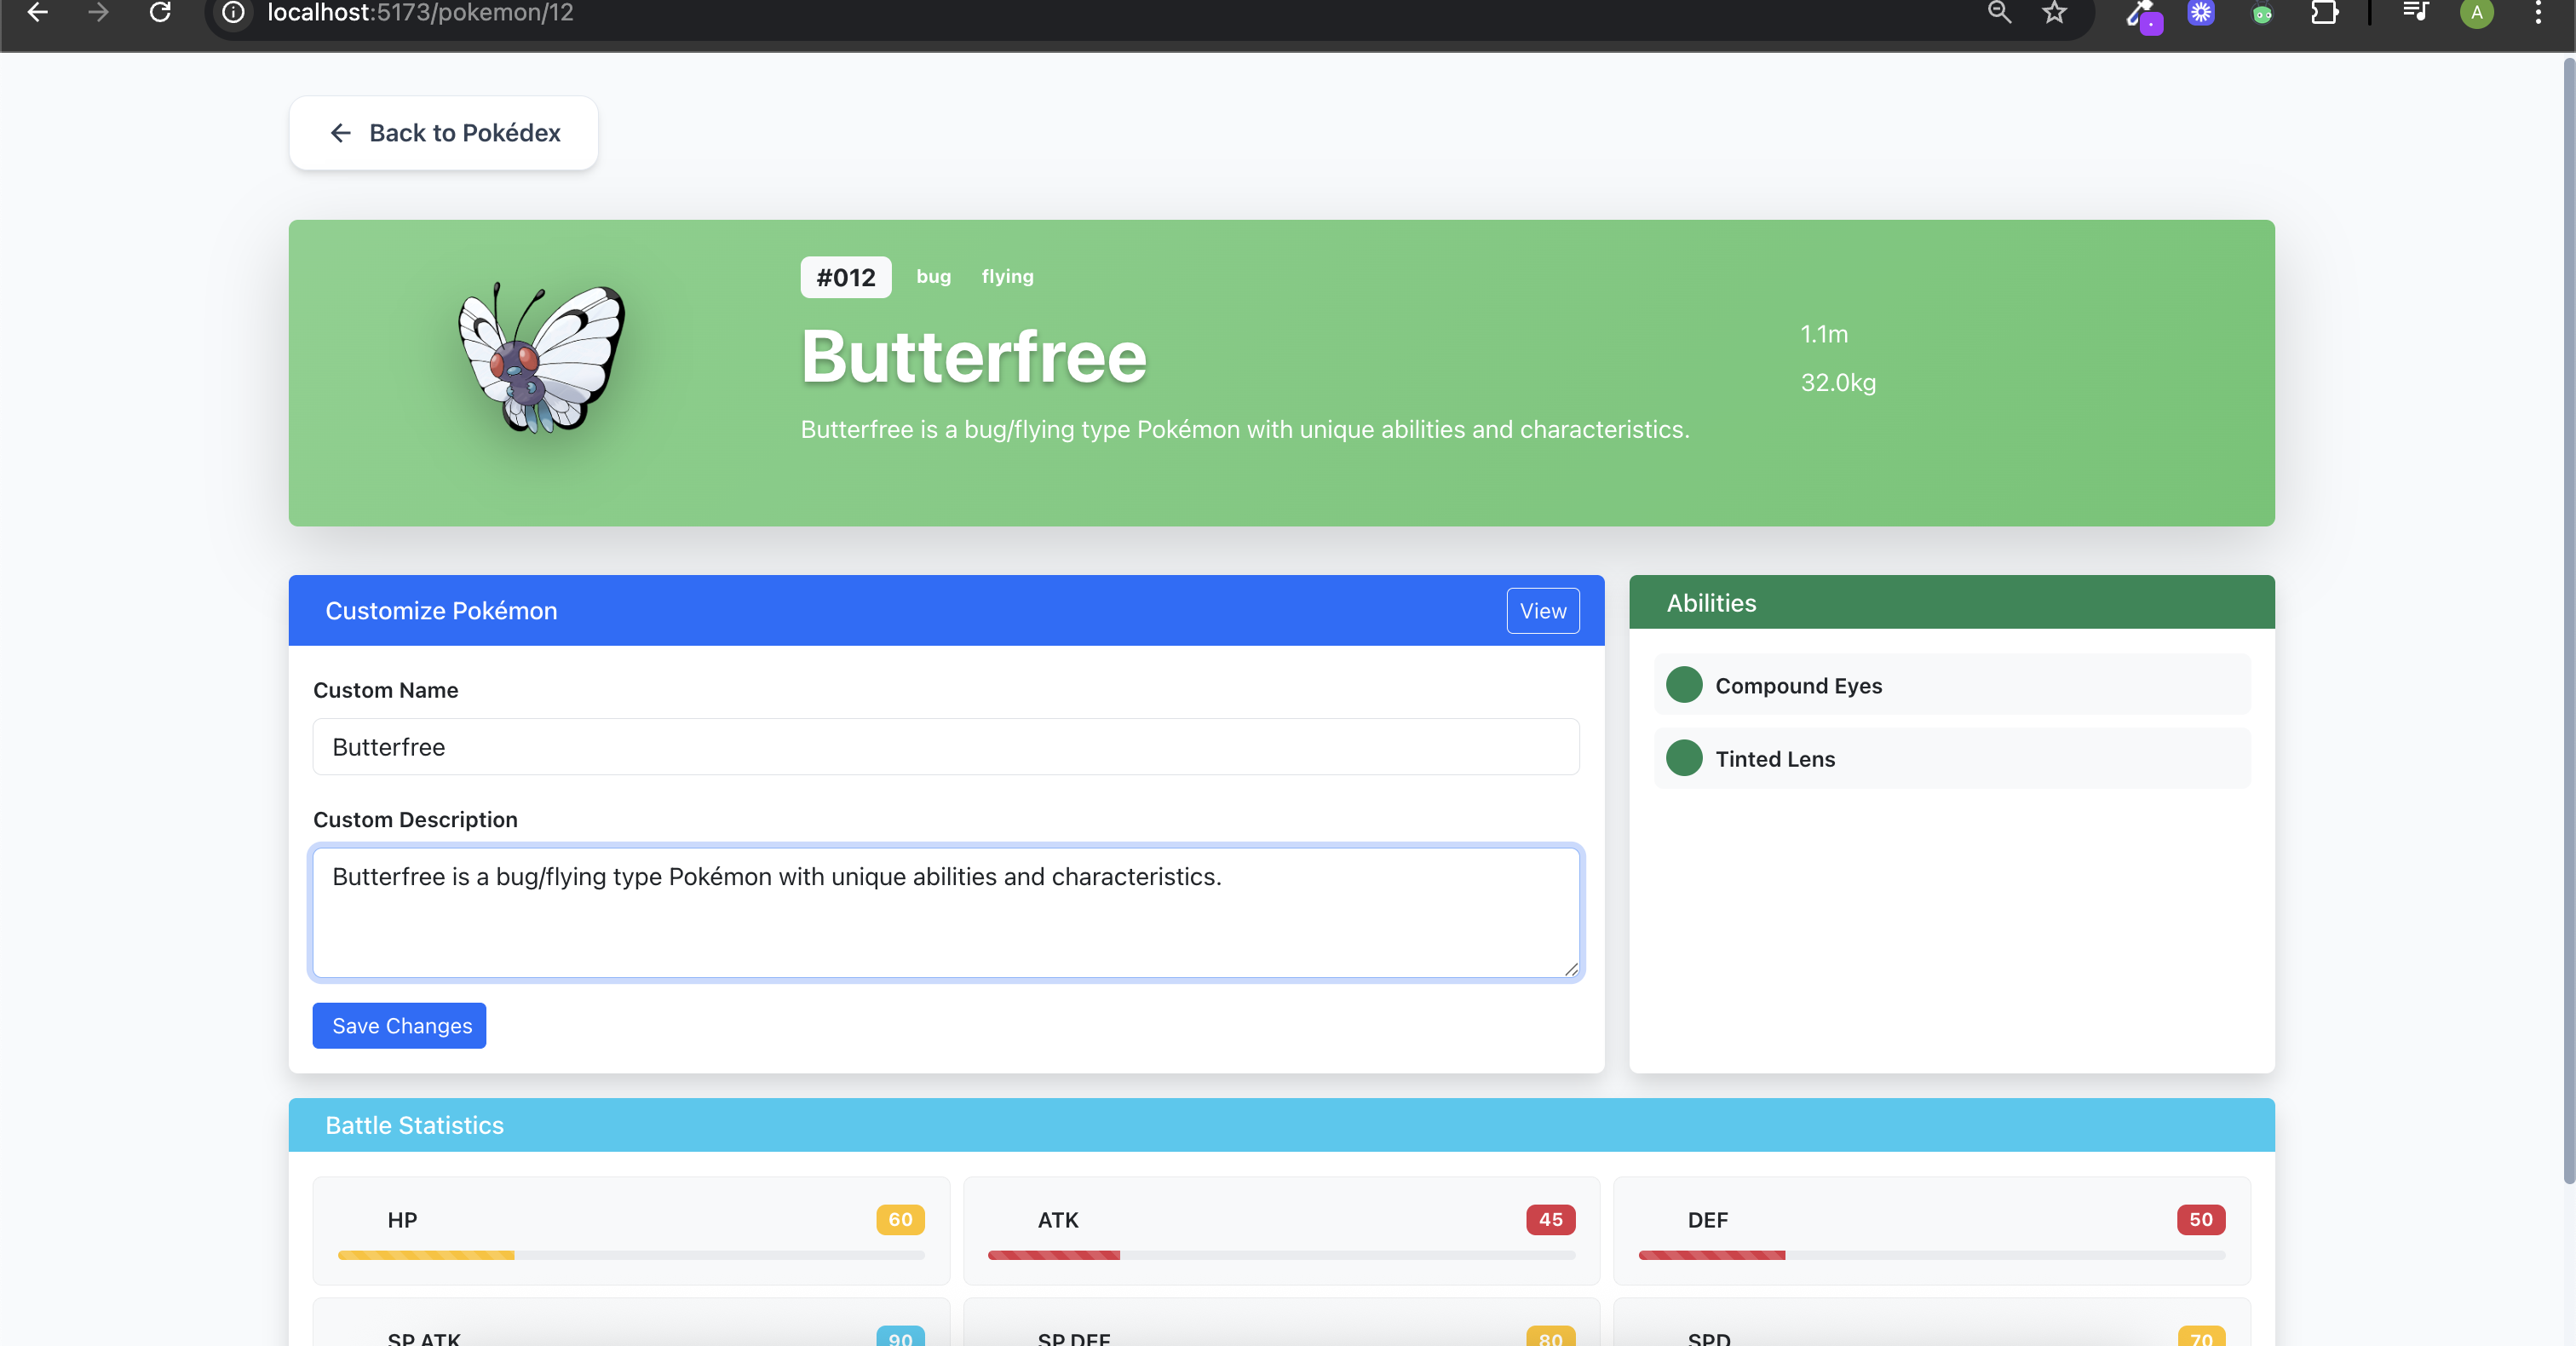 localhost:5173/pokemon/12
A
Back to Pokédex
#012 bug flying
Butterfree
Butterfree is a bug/flying type Pokémon with unique abilities and characteristics.
1.1m
32.0kg
Customize Pokémon View
Custom Name
Butterfree
Custom Description
Butterfree is a bug/flying type Pokémon with unique abilities and characteristics.
Save Changes
Abilities
Compound Eyes
Tinted Lens
Battle Statistics
HP 60
ATK 45
DEF 50
SP ATK 90
SP DEF 80
SPD 70